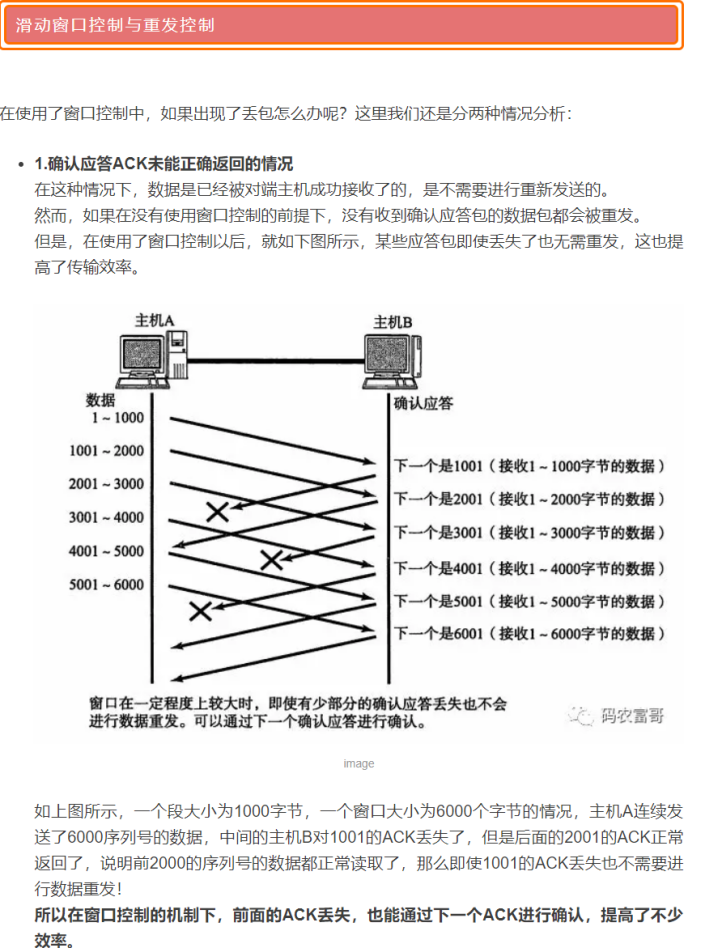 滑动窗口控制与重发控制
在使用了窗口控制中，如果出现了丢包怎么办呢？这里我们还是分两种情况分析：
• 1.确认应答ACK未能正确返回的情况
在这种情况下，数据是已经被对端主机成功接收了的，是不需要进行重新发送的。
然而，如果在没有使用窗口控制的前提下，没有收到确认应答包的数据包都会被重发。
但是，在使用了窗口控制以后，就如下图所示，某些应答包即使丢失了也无需重发，这也提
高了传输效率。
主机A
主机B
数据
确认应答
1～1000
1001～2000
2001～3000
3001～4000
4001～5000
5001～6000
下一个是1001（接收1～1000字节的数据）
下一个是2001（接收1～2000字节的数据）
下一个是3001（接收1～3000字节的数据）
下一个是4001（接收1～4000字节的数据）
下一个是5001（接收1～5000字节的数据）
下一个是6001（接收1～6000字节的数据）
窗口在一定程度上较大时，即使有少部分的确认应答丢失也不会
进行数据重发。可以通过下一个确认应答进行确认。
码农富哥
image
如上图所示，一个段大小为1000字节，一个窗口大小为6000个字节的情况，主机A连续发
送了6000序列号的数据，中间的主机B对1001的ACK丢失了，但是后面的2001的ACK正常
返回了，说明前2000的序列号的数据都正常读取了，那么即使1001的ACK丢失也不需要进
行数据重发！
所以在窗口控制的机制下，前面的ACK丢失，也能通过下一个ACK进行确认，提高了不少
效率。